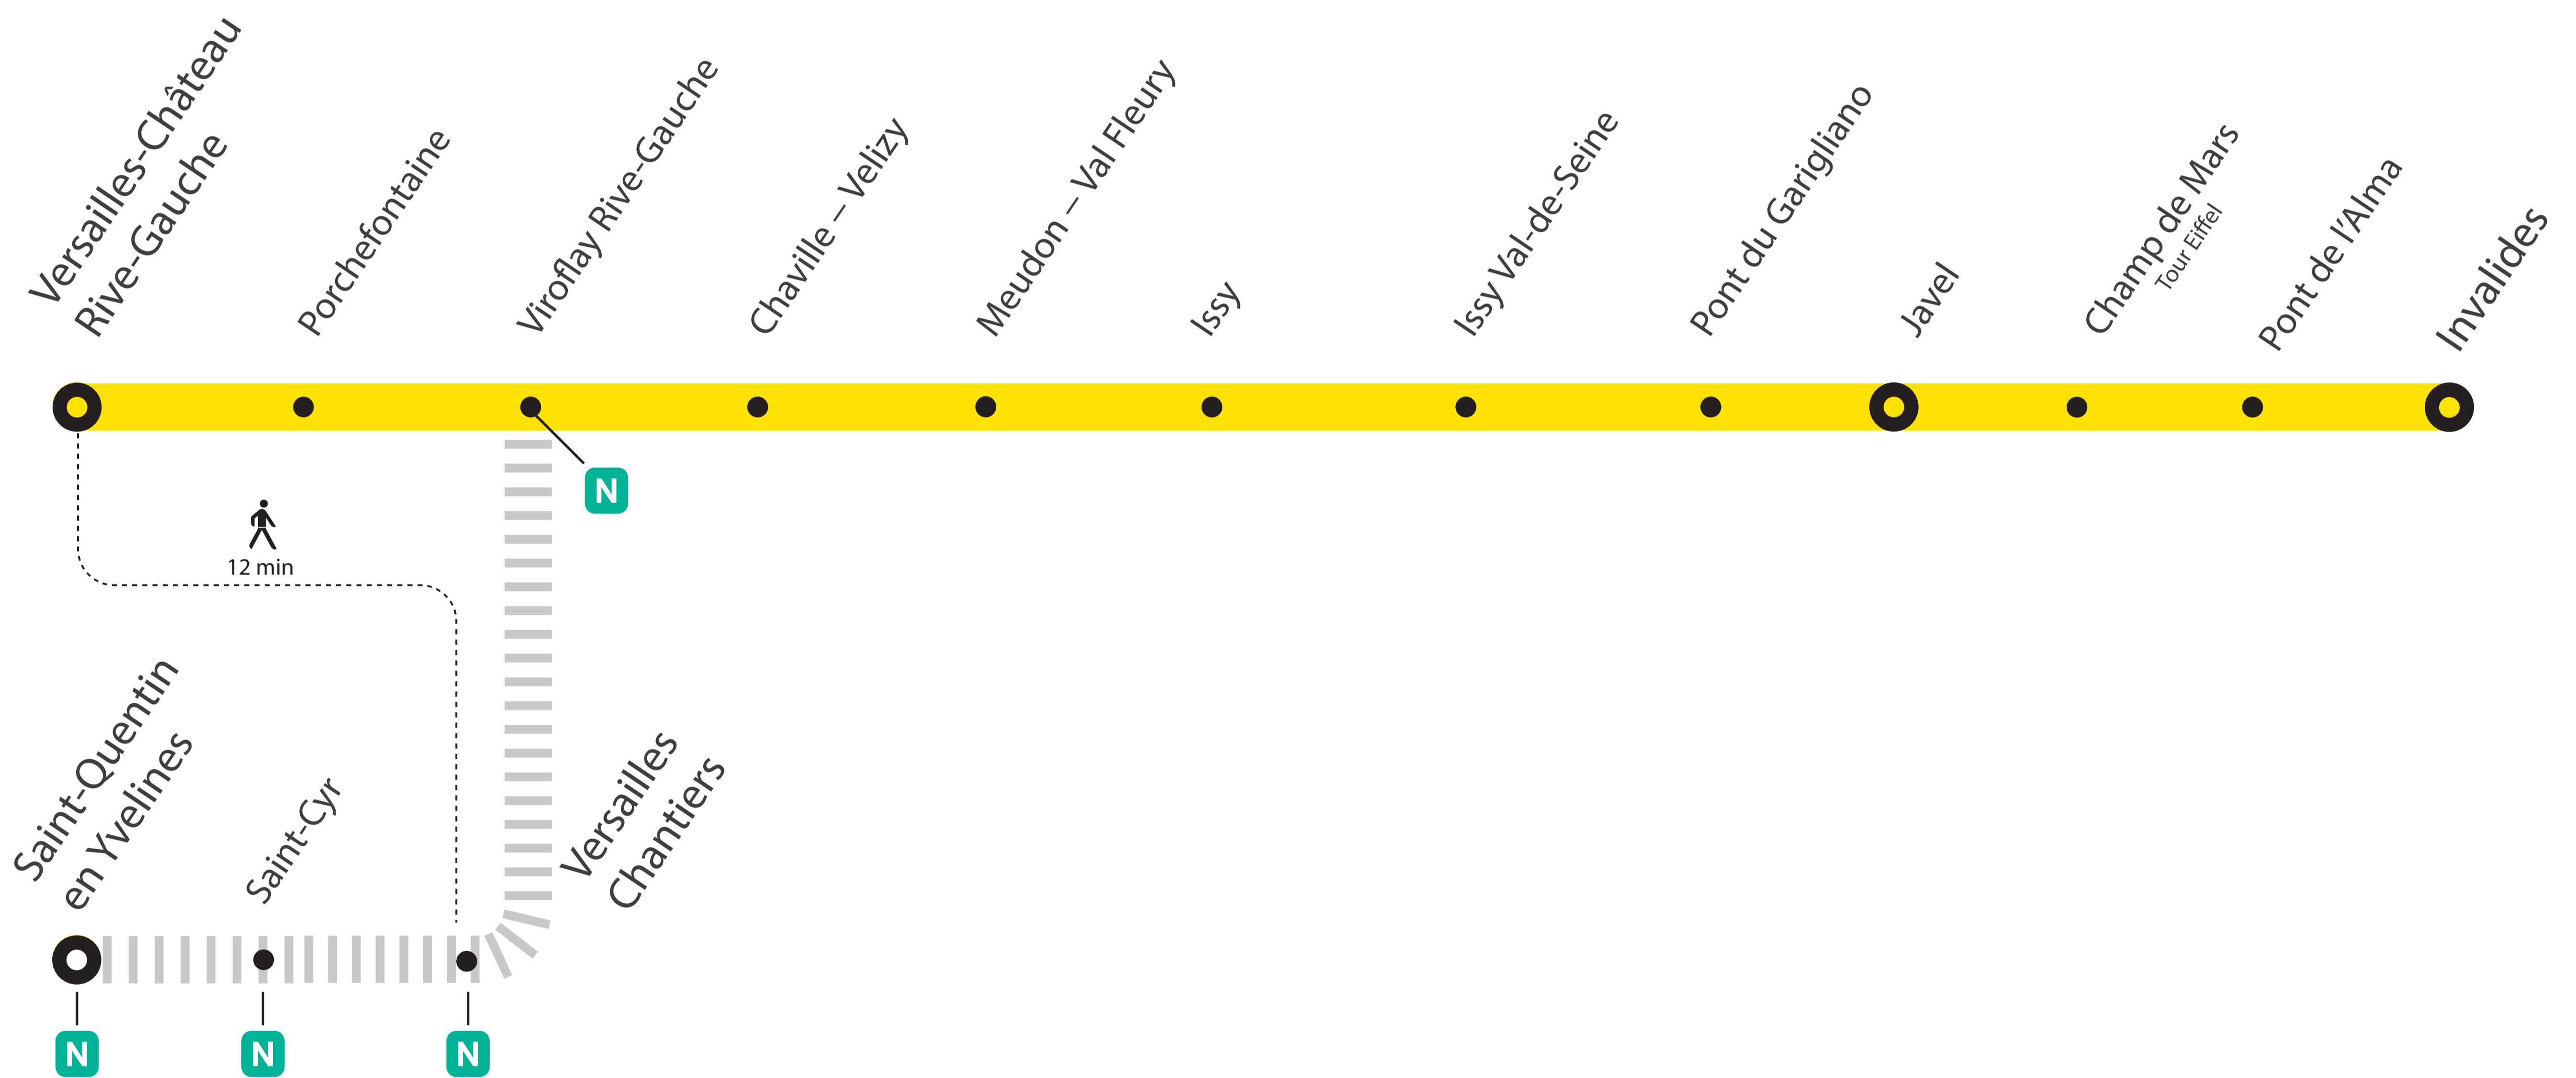 Versailles-Château
Rive-Gauche
Porchefontaine
Viroflay Rive-Gauche
Chaville – Velizy
Meudon – Val Fleury
Issy
Issy Val-de-Seine
Pont du Garigliano
Javel
Champ de Mars
Tour Eiffel
Pont de l'Alma
Invalides
N
12 min
Saint-Quentin
en Yvelines
Saint-Cyr
Versailles
Chantiers
N
N
N